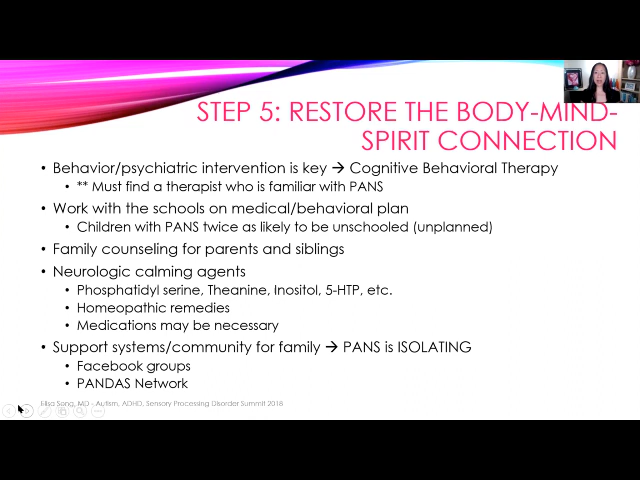 STEP 5: RESTORE THE BODY-MIND-
SPIRIT CONNECTION
• Behavior/psychiatric intervention is key → Cognitive Behavioral Therapy
• ** Must find a therapist who is familiar with PANS
• Work with the schools on medical/behavioral plan
• Children with PANS twice as likely to be unschooled (unplanned)
• Family counseling for parents and siblings
• Neurologic calming agents
• Phosphatidyl serine, Theanine, Inositol, 5-HTP, etc.
• Homeopathic remedies
• Medications may be necessary
• Support systems/community for family → PANS is ISOLATING
• Facebook groups
• PANDAS Network
Elisa Song, MD - Autism, ADHD, Sensory Processing Disorder Summit 2018